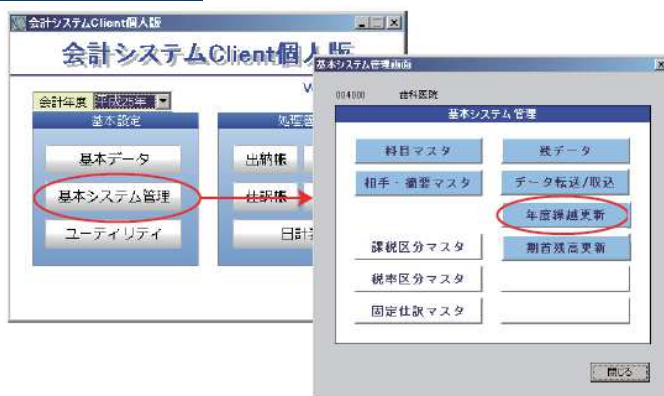 会計システムClient個人版
会計システムClient個人版
会計年度 平成25年
基本設定
基本データ
出納帳
基本システム管理
仕訳帳
ユーティリティ
基本システム管理画面
004000 歯科医院
基本システム管理
科目マスタ
残データ
相手・摘要マスタ
データ転送/取込
年度繰越更新
課税区分マスタ
期首残高更新
税率区分マスタ
固定仕訳マスタ
閉じる